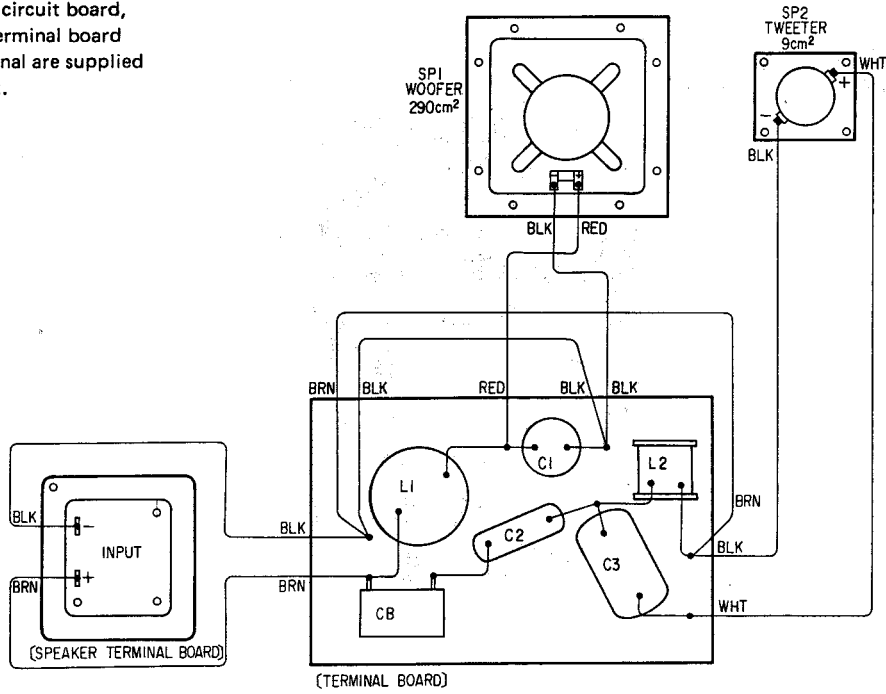 circuit board,
erminal board
nal are supplied
.
SP1
WOOFER
290cm²
SP2
TWEETER
9cm²
WHT
+
−
BLK
BLK
RED
BRN
BLK
RED
BLK
BLK
L1
C1
L2
BRN
C2
C3
BLK
WHT
CB
BLK
BRN
BLK
−
INPUT
BRN
+
(SPEAKER TERMINAL BOARD)
(TERMINAL BOARD)